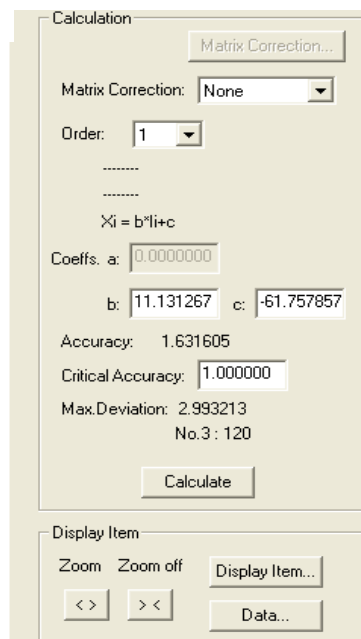 Calculation
Matrix Correction...
Matrix Correction: None
Order: 1
--------
--------
Xi = b*Ii+c
Coeffs. a: 0.0000000
b: 11.131267 c: -61.757857
Accuracy: 1.631605
Critical Accuracy: 1.000000
Max.Deviation: 2.993213
No.3 : 120
Calculate
Display Item
Zoom Zoom off Display Item...
< > > < Data...